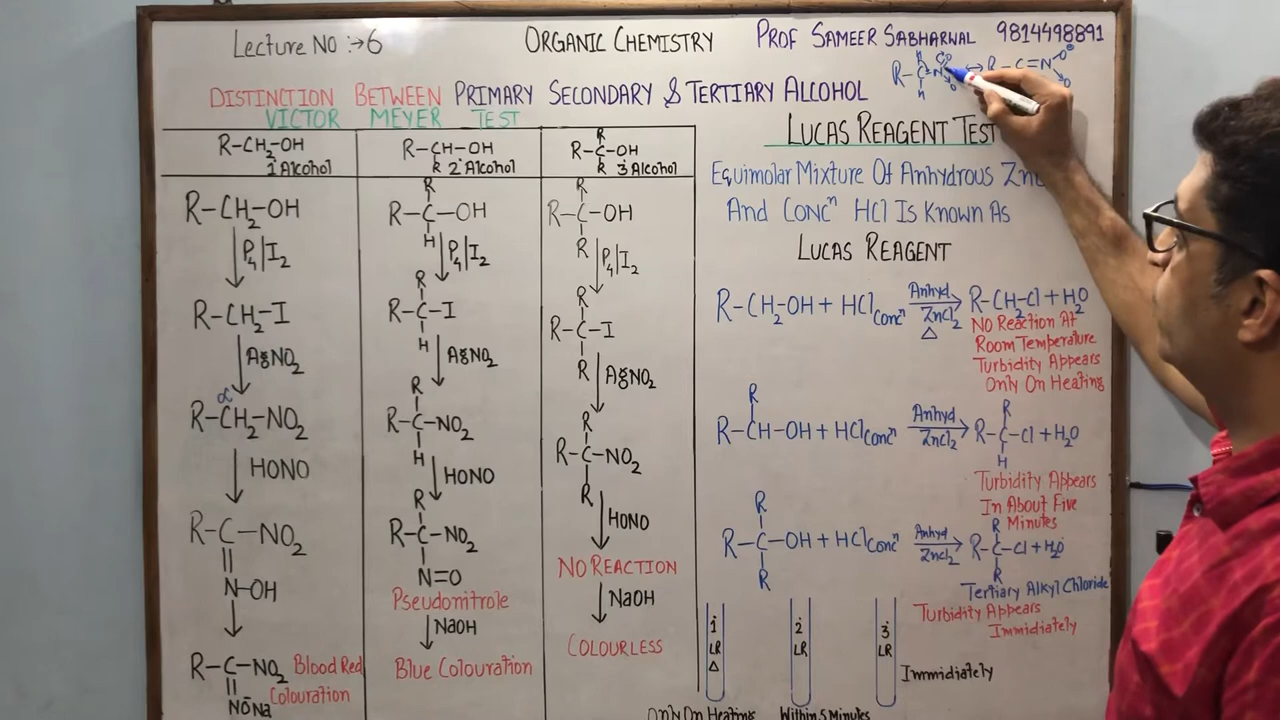 Lecture No :→ 6
ORGANIC CHEMISTRY
PROF SAMEER SABHARWAL 9814498891
DISTINCTION BETWEEN PRIMARY SECONDARY & TERTIARY ALCOHOL
VICTOR MEYER TEST
R-CH2-OH
1° Alcohol
R-CH-OH
R 2° Alcohol
R
R-C-OH
R 3° Alcohol
R-CH2-OH
P4/I2
R-CH2-I
AgNO2
α
R-CH2-NO2
HONO
R-C-NO2
||
N-OH
R-C-NO2 Blood Red
|| Colouration
NŌNa
R
R-C-OH
H
P4/I2
R
R-C-I
H
AgNO2
R
R-C-NO2
H
HONO
R
R-C-NO2
N=O
Pseudonitrole
NaOH
Blue Colouration
R
R-C-OH
R
P4/I2
R
R-C-I
R
AgNO2
R
R-C-NO2
R
HONO
NO REACTION
NaOH
COLOURLESS
R-C-N
H
R-C=N-O
O
LUCAS REAGENT TEST
Equimolar Mixture Of Anhydrous
And Concn HCl Is Known As
LUCAS REAGENT
R-CH2-OH + HCl Concn Anhyd ZnCl2 △ → R-CH2-Cl + H2O
No Reaction At
Room Temperature
Turbidity Appears
Only On Heating
R
R-CH-OH + HCl Concn Anhyd ZnCl2 → R-C-Cl + H2O
R
H
Turbidity Appears
In About Five
Minutes
R
R-C-OH + HCl Concn Anhyd ZnCl2 → R-C-Cl + H2O
R
R
R
Tertiary Alkyl Chloride
Turbidity Appears
Immidiately
1° LR △
2° LR
3° LR
Immidiately
Only On Heating
Within 5 Minutes